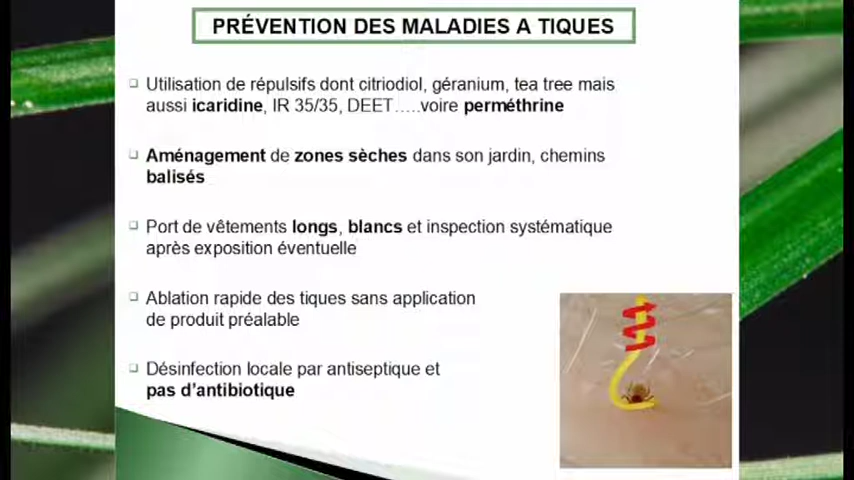 PRÉVENTION DES MALADIES A TIQUES
Utilisation de répulsifs dont citriodiol, géranium, tea tree mais
aussi icaridine, IR 35/35, DEET.....voire perméthrine
Aménagement de zones sèches dans son jardin, chemins
balisés
Port de vêtements longs, blancs et inspection systématique
après exposition éventuelle
Ablation rapide des tiques sans application
de produit préalable
Désinfection locale par antiseptique et
pas d'antibiotique